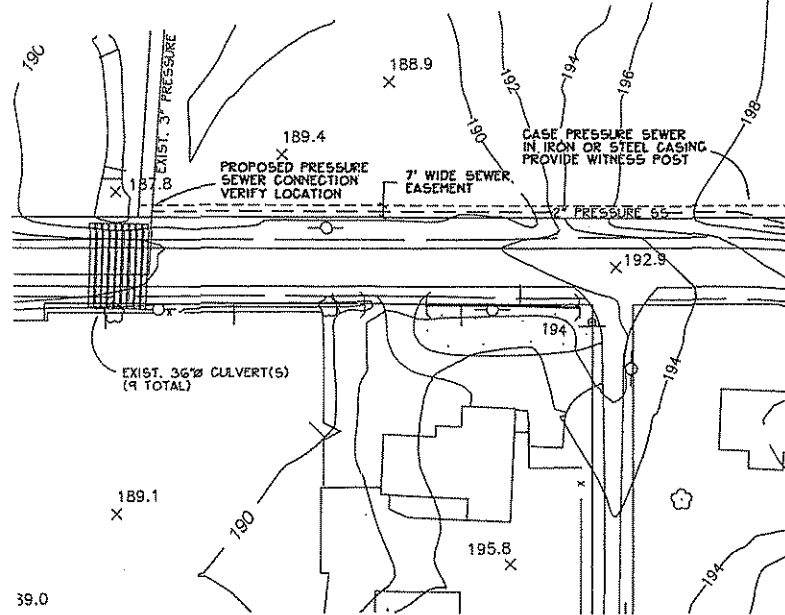 190
EXIST. 3" PRESSURE
188.9
189.4
187.8
192
194
196
198
190
PROPOSED PRESSURE
SEWER CONNECTION
VERIFY LOCATION
7' WIDE SEWER
EASEMENT
CASE PRESSURE SEWER
IN IRON OR STEEL CASING
PROVIDE WITNESS POST
2" PRESSURE SS
192.9
194
194
EXIST. 36"Ø CULVERT(S)
(9 TOTAL)
189.1
190
195.8
194
39.0